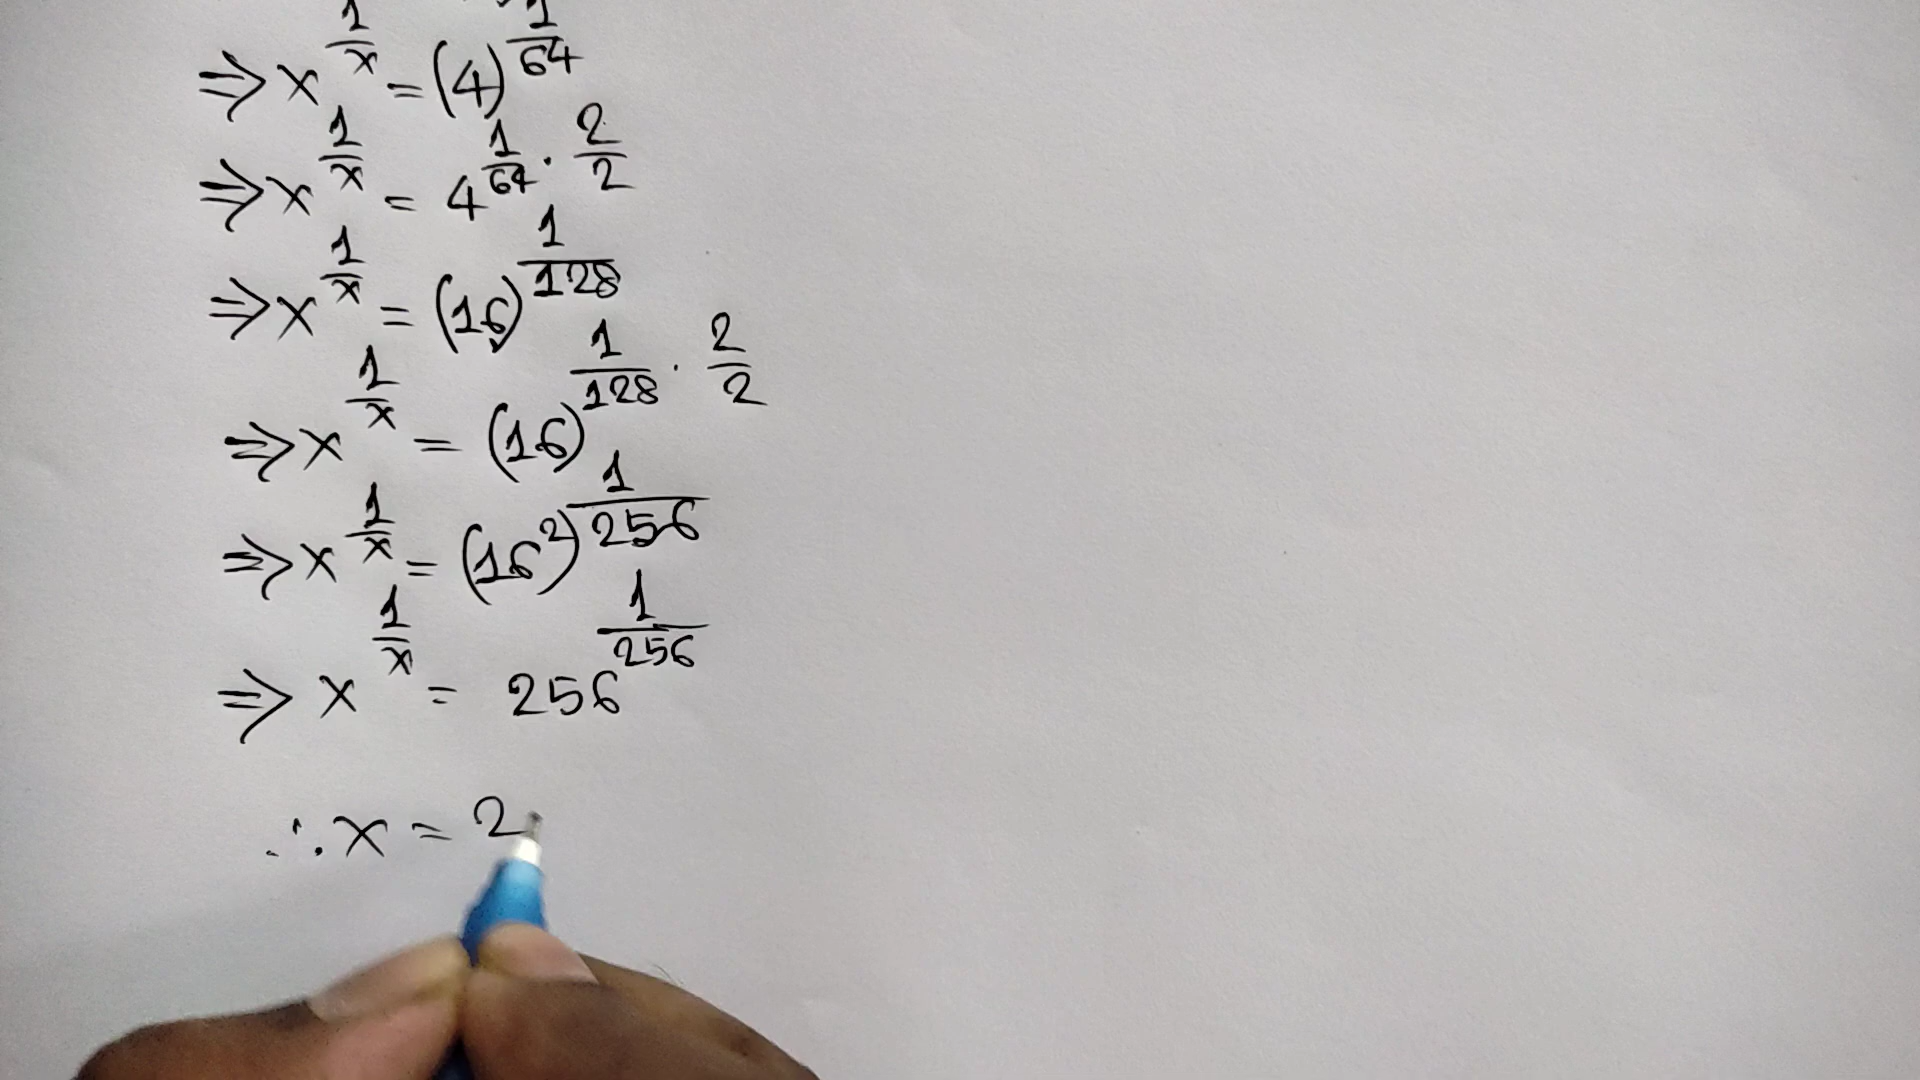 ⇒ x^(1/x) = (4)^(1/64)
⇒ x^(1/x) = 4^(1/64 · 2/2)
⇒ x^(1/x) = (16)^(1/128)
⇒ x^(1/x) = (16)^(1/128 · 2/2)
⇒ x^(1/x) = (16²)^(1/256)
⇒ x^(1/x) = 256^(1/256)
∴ x = 2